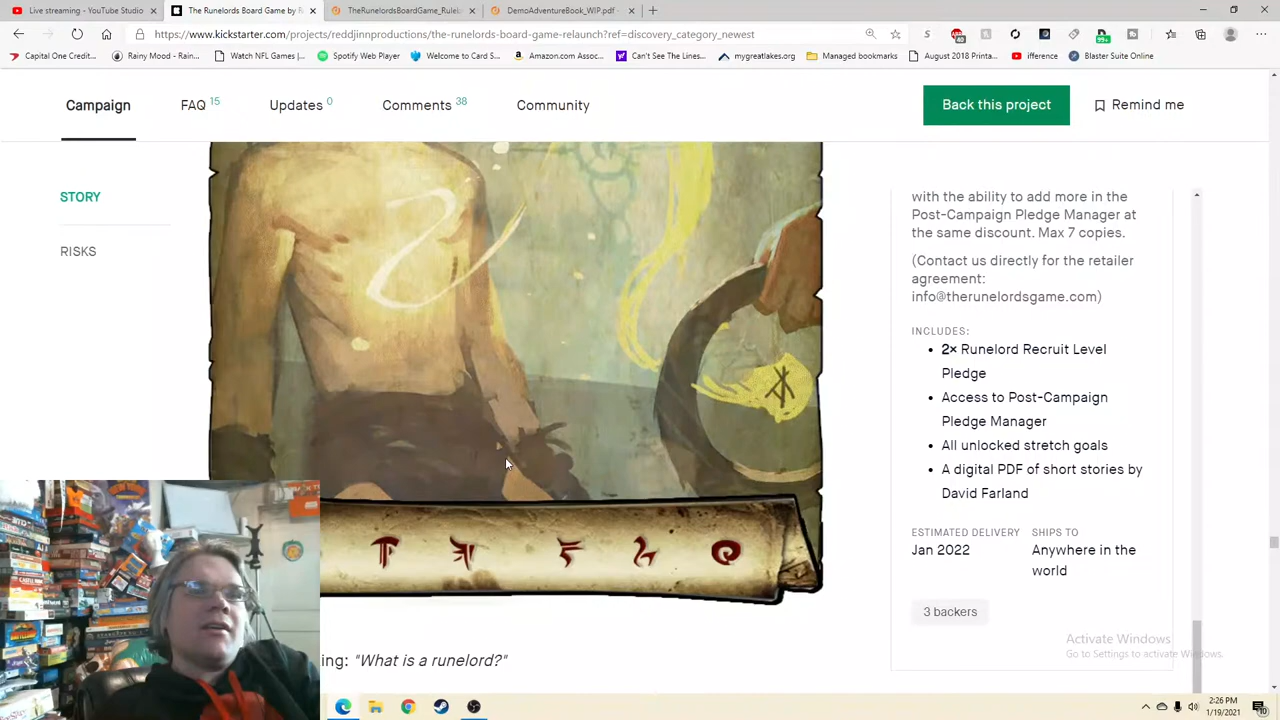 Live streaming - YouTube Studio
The Runelords Board Game by R
TheRunelordsBoardGame_Rulel
DemoAdventureBook_WIP.pdf
https://www.kickstarter.com/projects/reddjinnproductions/the-runelords-board-game-relaunch?ref=discovery_category_newest
40
99+
Capital One Credit...
Rainy Mood - Rain...
Watch NFL Games |...
Spotify Web Player
Welcome to Card S...
Amazon.com Assoc...
Can't See the Fores...
mygreatlakes.org
Managed bookmarks
August 2018 Printa...
ifference
Blaster Suite Online
Campaign
FAQ 15
Updates 0
Comments 38
Community
Back this project
Remind me
STORY
RISKS
with the ability to add more in the
Post-Campaign Pledge Manager at
the same discount. Max 7 copies.
(Contact us directly for the retailer
agreement:
info@therunelordsgame.com)
INCLUDES:
2× Runelord Recruit Level
Pledge
Access to Post-Campaign
Pledge Manager
All unlocked stretch goals
A digital PDF of short stories by
David Farland
ESTIMATED DELIVERY
Jan 2022
SHIPS TO
Anywhere in the
world
3 backers
ing: "What is a runelord?"
Activate Windows
Go to Settings to activate Windows.
2:26 PM
1/19/2021
10